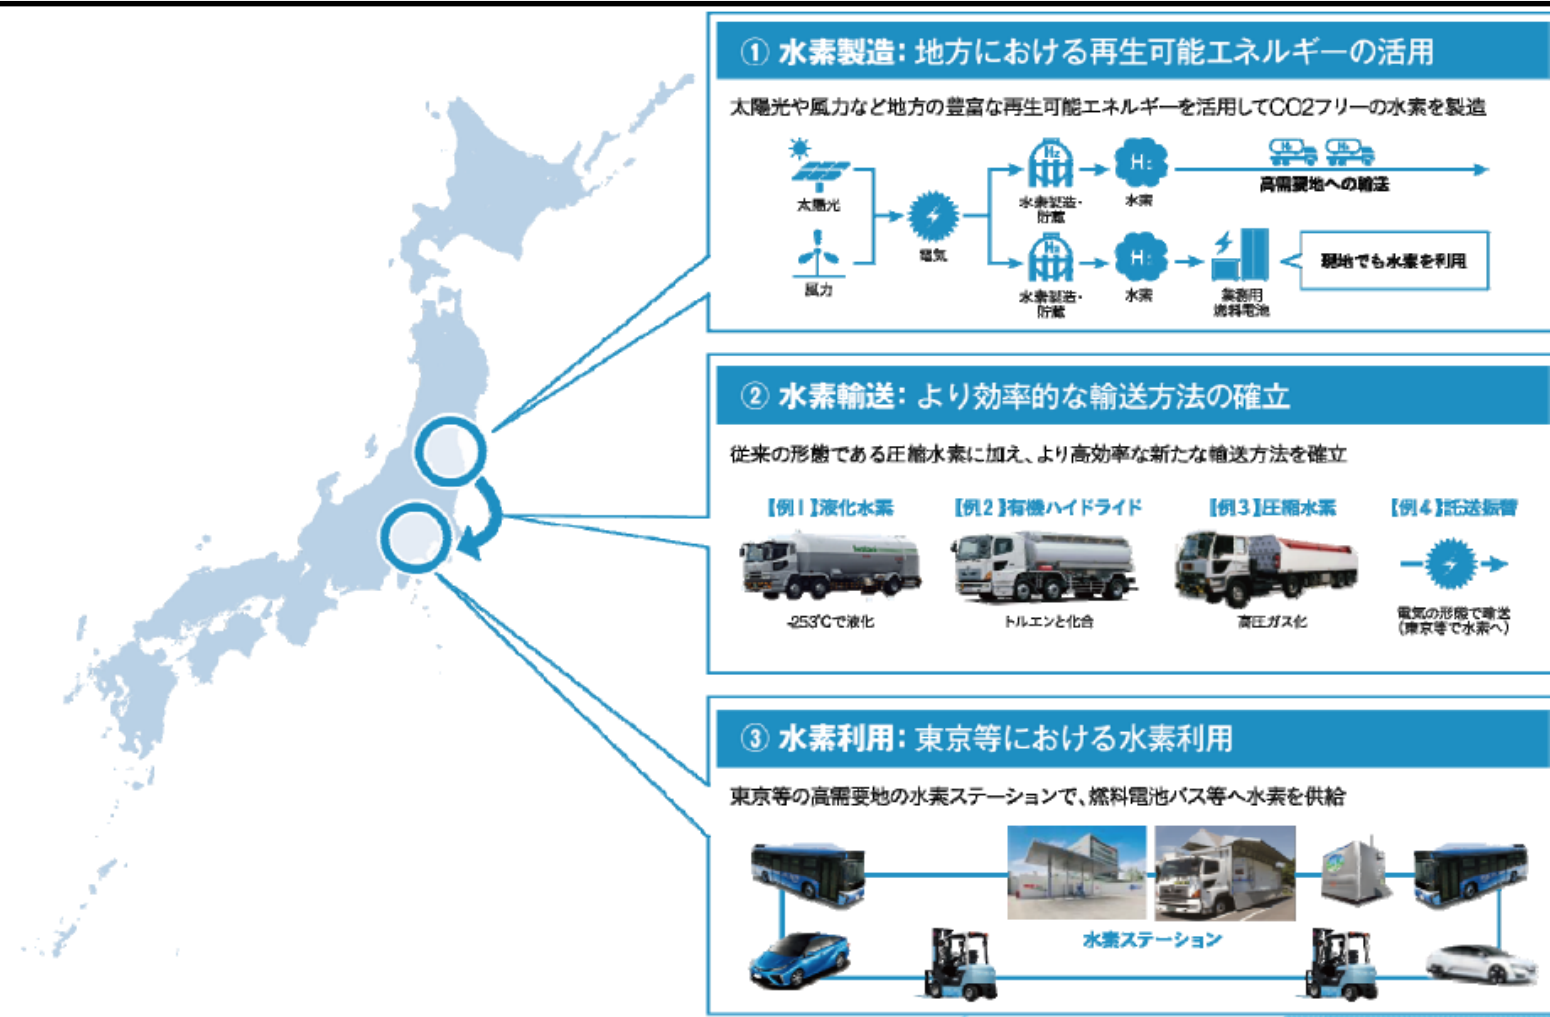 ① 水素製造： 地方における再生可能エネルギーの活用
太陽光や風力など地方の豊富な再生可能エネルギーを活用してCO2フリーの水素を製造
太陽光
風力
電気
H2
水素製造・
貯蔵
H2
水素
H2 H2
高需要地への輸送
H2
水素製造・
貯蔵
H2
水素
業務用
燃料電池
現地でも水素を利用
② 水素輸送： より効率的な輸送方法の確立
従来の形態である圧縮水素に加え、より高効率な新たな輸送方法を確立
【例1】液化水素
-253℃で液化
【例2】有機ハイドライド
トルエンと化合
【例3】圧縮水素
高圧ガス化
【例4】託送振替
電気の形態で輸送
（東京等で水素へ）
③ 水素利用： 東京等における水素利用
東京等の高需要地の水素ステーションで、燃料電池バス等へ水素を供給
水素ステーション